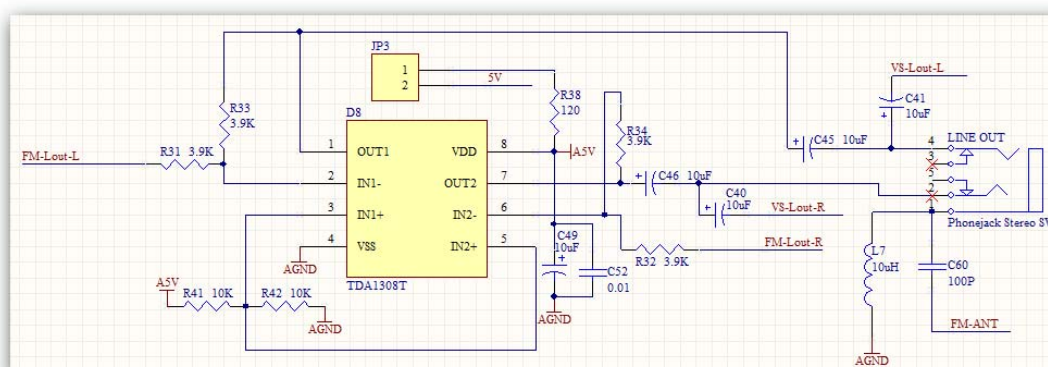 JP3
1
2
5V
VS-Lout-L
R38
120
C41
10uF
D8
R33
3.9K
R34
3.9K
C45 10uF
4
LINE OUT
FM-Lout-L
R31 3.9K
1
OUT1
VDD
8
A5V
3
5
2
IN1-
OUT2
7
C46 10uF
2
3
IN1+
IN2-
6
C40
10uF
VS-Lout-R
1
Phonejack Stereo SW
4
VSS
IN2+
5
C49
10uF
FM-Lout-R
R32 3.9K
L7
10uH
C60
100P
AGND
TDA1308T
C52
0.01
A5V
R41 10K
R42 10K
AGND
AGND
FM-ANT
AGND